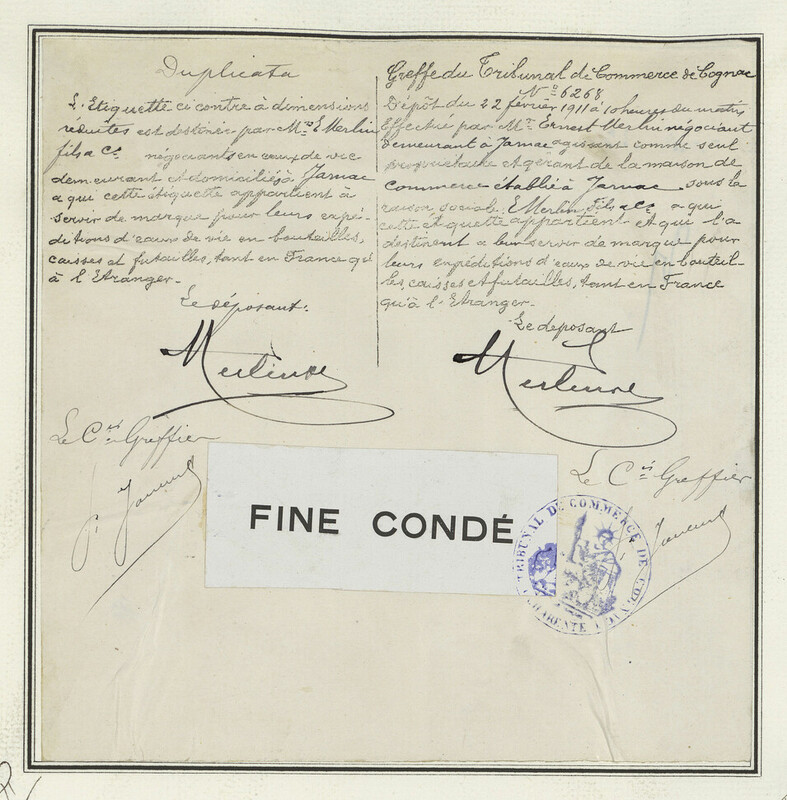 Duplicata
L'Etiquette ci contre à dimensions
réduites est destinée par Mrs E. Merlin
fils & Cie négociants en eaux de vie
demeurant et domiciliés à Jarnac
a qui cette étiquette appartient à
servir de marque pour leurs expé-
ditions d'eaux de vie en bouteilles,
caisses et futailles, tant en France qu'
à l'Etranger.
Le déposant:
Le Cis Greffier
Greffe du Tribunal de Commerce de Cognac
No 6268
Dépôt du 22 février 1911 à 10 heures du matin
Effectué par Mr Ernest Merlin négociant
demeurant à Jarnac agissant comme seul
propriétaire et gérant de la maison de
commerce établie à Jarnac sous la
raison sociale: E Merlin, Fils & Cie a qui
cette étiquette appartient et qui l'a
destinent a leur servir de marque pour
leurs expéditions d'eaux de vie en bouteil-
les, caisses et futailles, tant en France
qu'à l'Etranger.
Le déposant
Le Cis Greffier
FINE CONDÉ
TRIBUNAL DE COMMERCE DE COGNAC
CHARENTE